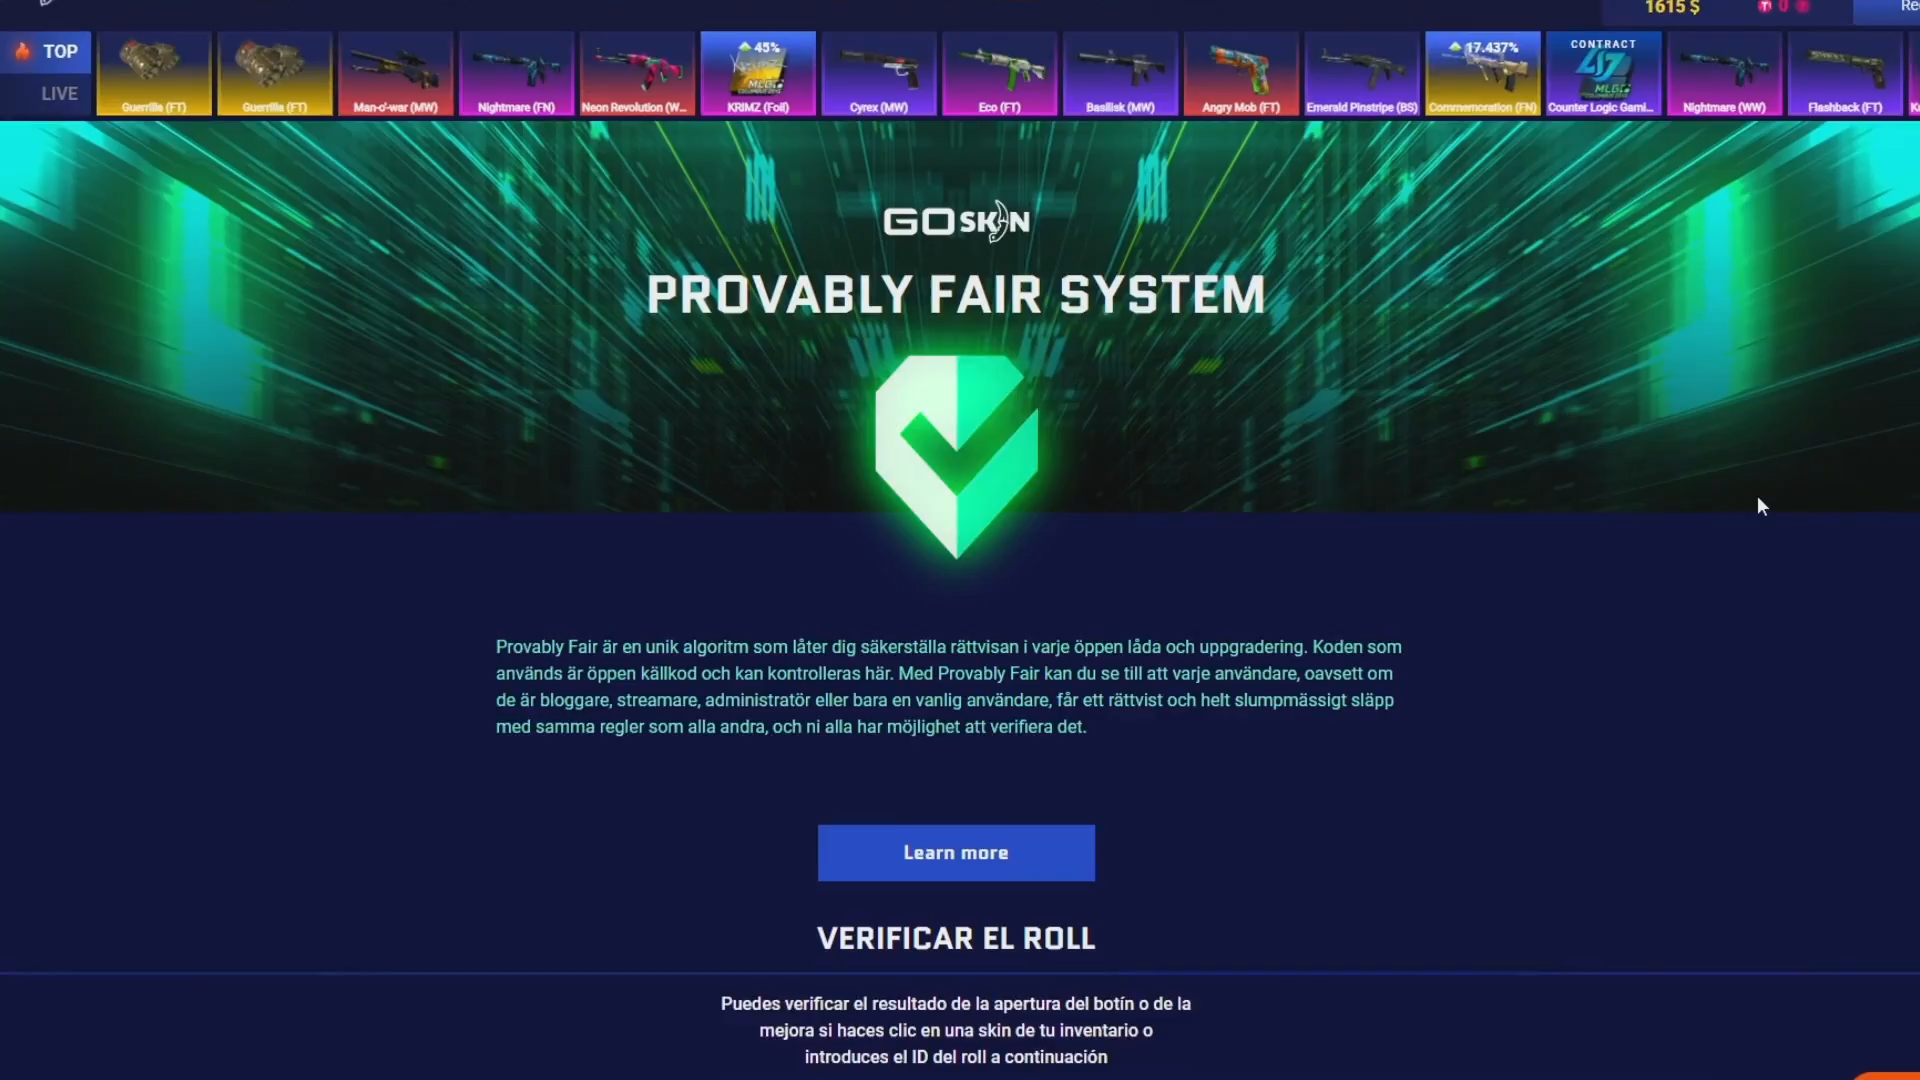 1615 $
0
TOP
LIVE
Guerrilla (FT)
Guerrilla (FT)
Man-o'-war (MW)
Nightmare (FN)
Neon Revolution (W...
45%
KRIMZ (Foil)
Cyrex (MW)
Eco (FT)
Basilisk (MW)
Angry Mob (FT)
Emerald Pinstripe (BS)
17.437%
Commemoration (FN)
CONTRACT
MLG
Counter Logic Gami...
Nightmare (WW)
Flashback (FT)
GO SKIN
PROVABLY FAIR SYSTEM
Provably Fair är en unik algoritm som låter dig säkerställa rättvisan i varje öppen låda och uppgradering. Koden som
används är öppen källkod och kan kontrolleras här. Med Provably Fair kan du se till att varje användare, oavsett om
de är bloggare, streamare, administratör eller bara en vanlig användare, får ett rättvist och helt slumpmässigt släpp
med samma regler som alla andra, och ni alla har möjlighet att verifiera det.
Learn more
VERIFICAR EL ROLL
Puedes verificar el resultado de la apertura del botín o de la
mejora si haces clic en una skin de tu inventario o
introduces el ID del roll a continuación